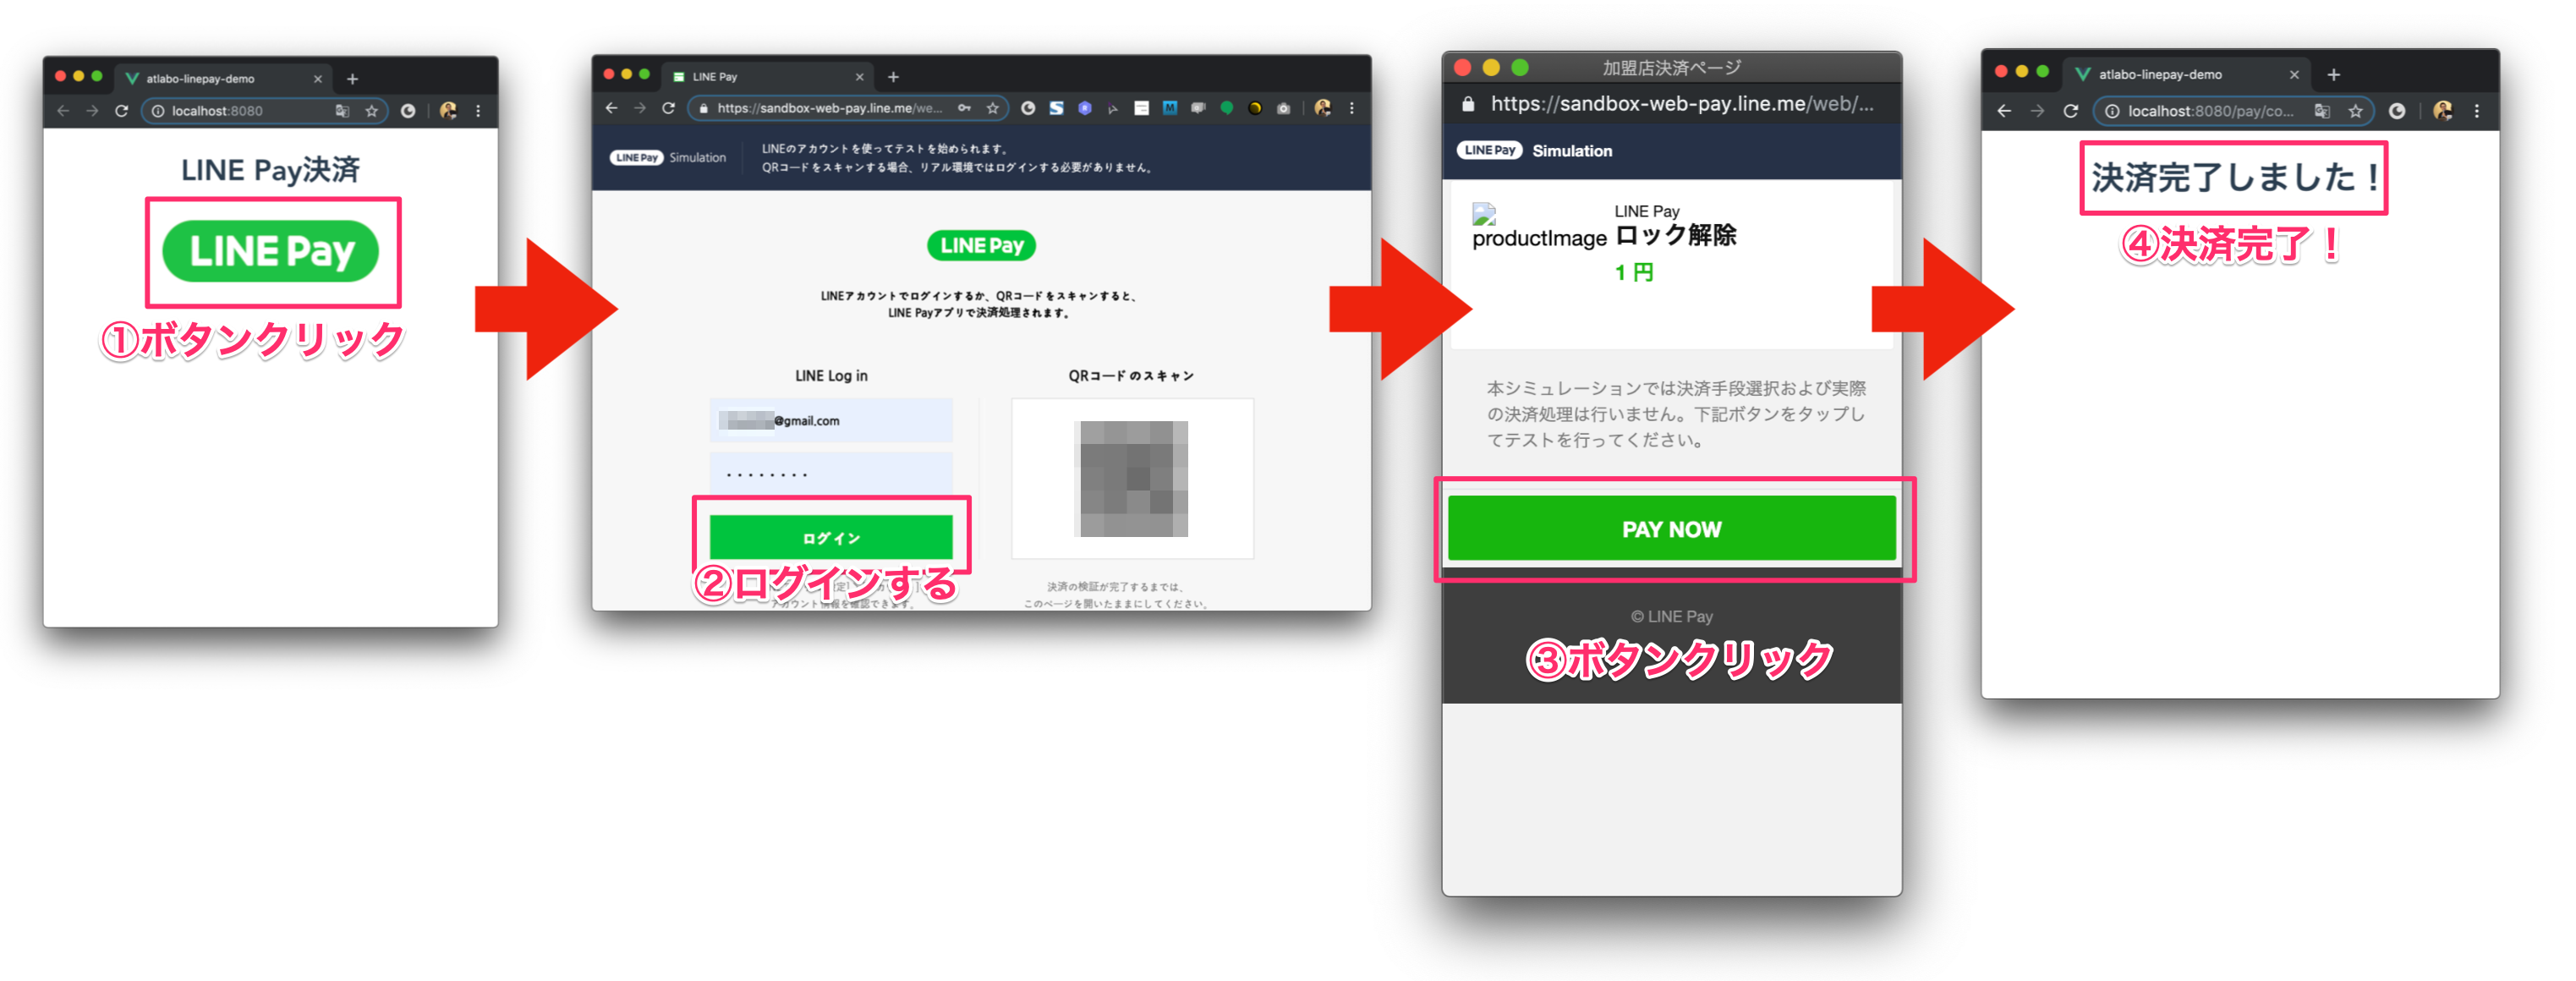 atlabo-linepay-demo
localhost:8080
LINE Pay決済
LINE Pay
①ボタンクリック
LINE Pay
https://sandbox-web-pay.line.me/we...
LINE Pay Simulation
LINEのアカウントを使ってテストを始められます。
QRコードをスキャンする場合、リアル環境ではログインする必要がありません。
LINE Pay
LINEアカウントでログインするか、QRコードをスキャンすると、
LINE Payアプリで決済処理されます。
LINE Log in
@gmail.com
ログイン
②ログインする
アカウント情報を確認できます。
QRコードのスキャン
決済の検証が完了するまでは、
このページを開いたままにしてください。
加盟店決済ページ
https://sandbox-web-pay.line.me/web/...
LINE Pay Simulation
productImage
LINE Pay
ロック解除
1 円
本シミュレーションでは決済手段選択および実際
の決済処理は行いません。下記ボタンをタップし
てテストを行ってください。
PAY NOW
© LINE Pay
③ボタンクリック
atlabo-linepay-demo
localhost:8080/pay/co...
決済完了しました！
④決済完了！